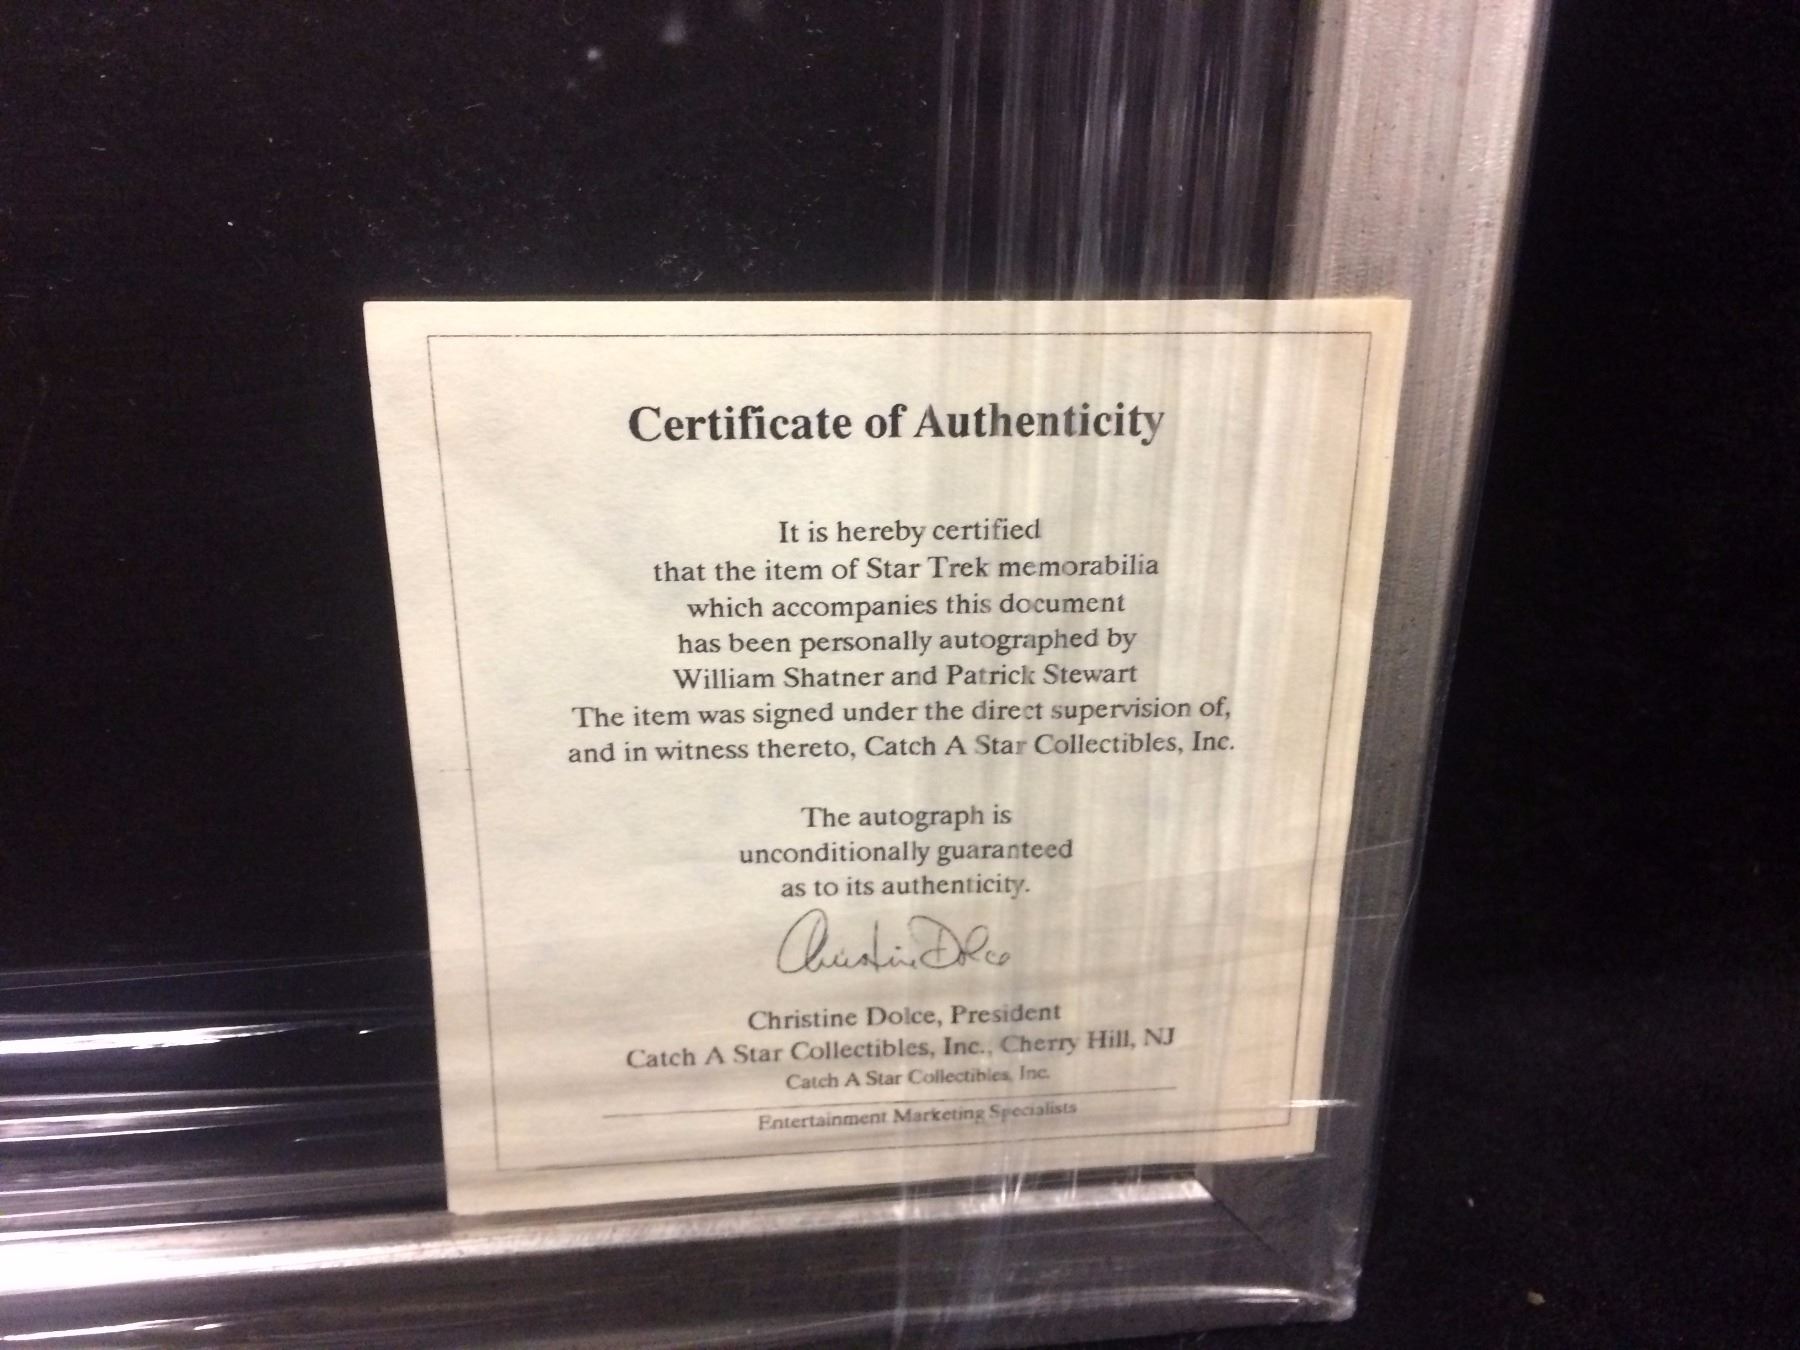 Certificate of Authenticity
It is hereby certified
that the item of Star Trek memorabilia
which accompanies this document
has been personally autographed by
William Shatner and Patrick Stewart
The item was signed under the direct supervision of,
and in witness thereto, Catch A Star Collectibles, Inc.
The autograph is
unconditionally guaranteed
as to its authenticity.
Christine Dolce
Christine Dolce, President
Catch A Star Collectibles, Inc., Cherry Hill, NJ
Catch A Star Collectibles, Inc.
Entertainment Marketing Specialists